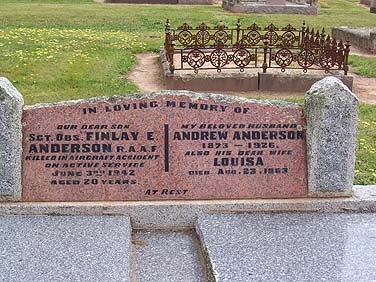 IN LOVING MEMORY OF
OUR DEAR SON
SGT. OBS. FINLAY E.
ANDERSON R.A.A.F.
KILLED IN AIRCRAFT ACCIDENT
ON ACTIVE SERVICE
JUNE 3RD 1942
AGED 20 YEARS
MY BELOVED HUSBAND
ANDREW ANDERSON
1873 - 1926.
ALSO HIS DEAR WIFE
LOUISA
DIED AUG. 23. 1963
AT REST